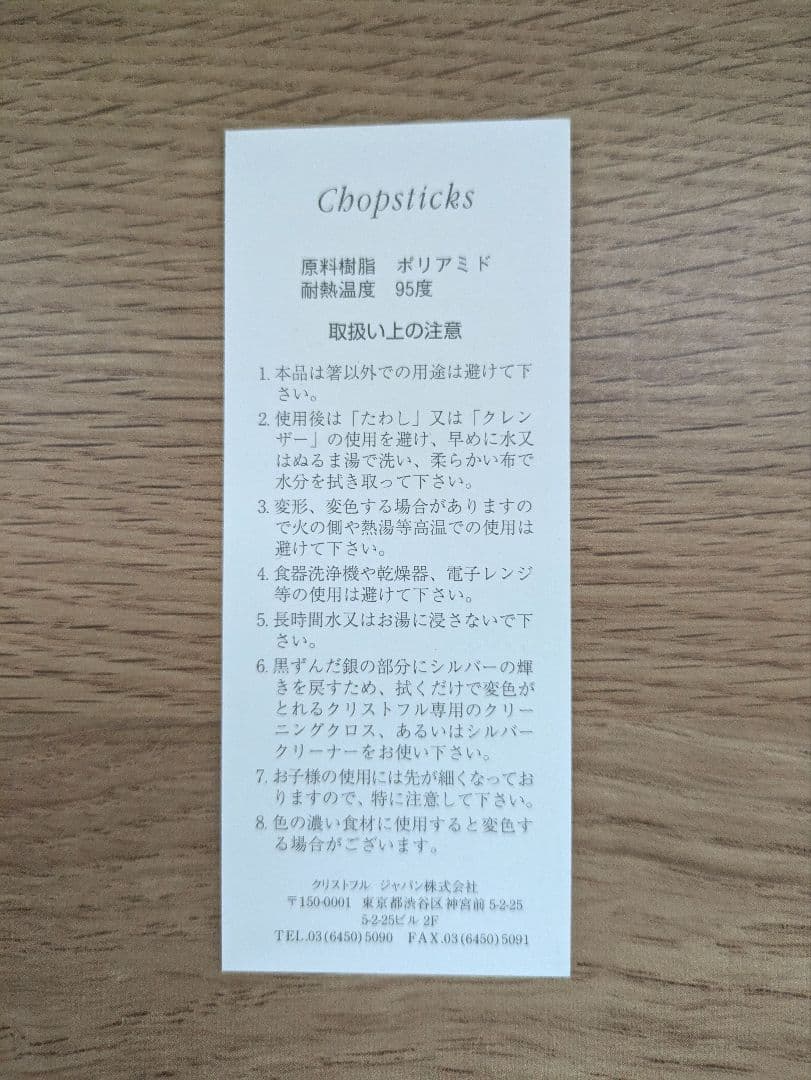 Chopsticks
原料樹脂　ポリアミド
耐熱温度　95度
取扱い上の注意
1. 本品は箸以外での用途は避けて下
さい。
2. 使用後は「たわし」又は「クレン
ザー」の使用を避け、早めに水又
はぬるま湯で洗い、柔らかい布で
水分を拭き取って下さい。
3. 変形、変色する場合がありますの
で火の側や熱湯等高温での使用は
避けて下さい。
4. 食器洗浄機や乾燥器、電子レンジ
等の使用は避けて下さい。
5. 長時間水又はお湯に浸さないで下
さい。
6. 黒ずんだ銀の部分にシルバーの輝
きを戻すため、拭くだけで変色が
とれるクリストフル専用のクリー
ニングクロス、あるいはシルバー
クリーナーをお使い下さい。
7. お子様の使用には先が細くなってお
りますので、特に注意して下さい。
8. 色の濃い食材に使用すると変色す
る場合がございます。
クリストフル　ジャパン株式会社
〒150-0001　東京都渋谷区神宮前 5-2-25
5-2-25ビル 2F
TEL.03(6450)5090　FAX.03(6450)5091